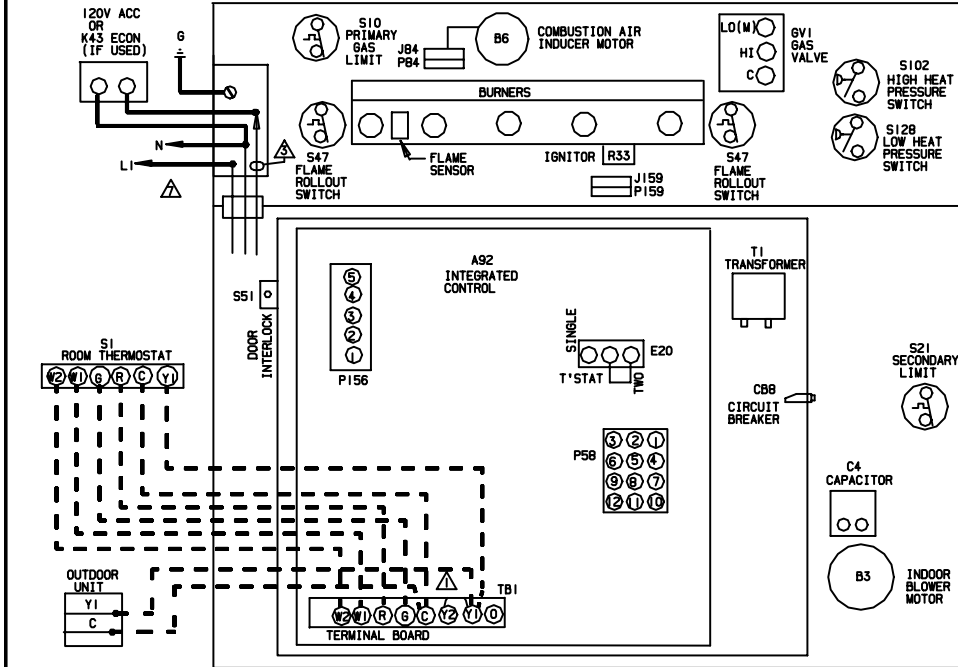 120V ACC
OR
K43 ECON
(IF USED)
G
N
L1
7
3
S10
PRIMARY
GAS
LIMIT
J84
P84
B6
COMBUSTION AIR
INDUCER MOTOR
LO(M)
HI
C
GV1
GAS
VALVE
S102
HIGH HEAT
PRESSURE
SWITCH
S128
LOW HEAT
PRESSURE
SWITCH
BURNERS
S47
FLAME
ROLLOUT
SWITCH
FLAME
SENSOR
IGNITOR
R33
J159
P159
S47
FLAME
ROLLOUT
SWITCH
S51
DOOR
INTERLOCK
5
4
3
2
1
P156
A92
INTEGRATED
CONTROL
SINGLE
E20
T'STAT
TWO
T1
TRANSFORMER
S21
SECONDARY
LIMIT
CB8
CIRCUIT
BREAKER
P58
3 2 1
6 5 4
9 8 7
12 11 10
C4
CAPACITOR
B3
INDOOR
BLOWER
MOTOR
S1
ROOM THERMOSTAT
W2 W1 G R C Y1
OUTDOOR
UNIT
Y1
C
1
TB1
W2 W1 R G C Y2 Y1 O
TERMINAL BOARD